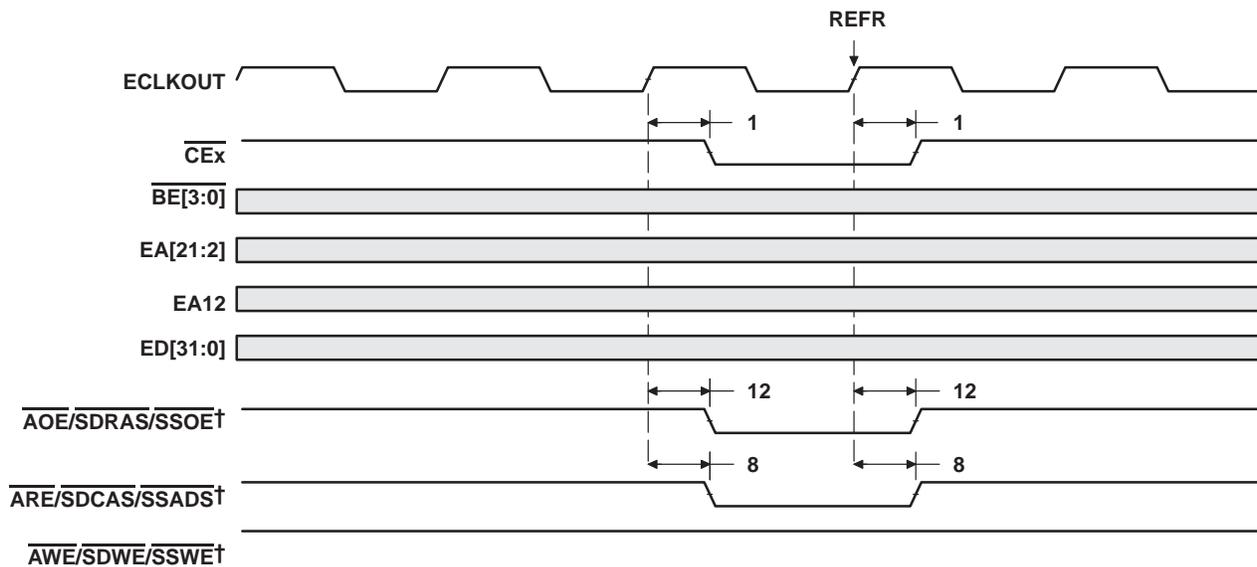 REFR
ECLKOUT
1 1
CEx
BE[3:0]
EA[21:2]
EA12
ED[31:0]
12 12
AOE/SDRAS/SSOE†
8 8
ARE/SDCAS/SSADS†
AWE/SDWE/SSWE†